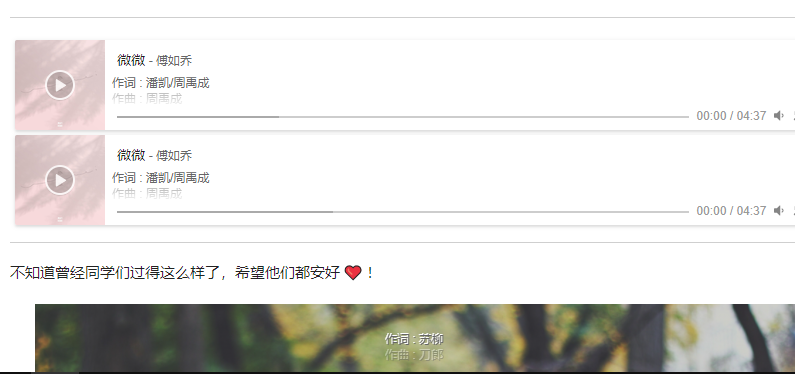 微微 - 傅如乔
作词 : 潘凯/周禹成
作曲 : 周禹成
00:00 / 04:37
微微 - 傅如乔
作词 : 潘凯/周禹成
作曲 : 周禹成
00:00 / 04:37
不知道曾经同学们过得这么样了，希望他们都安好 ❤️ !
作词 : 苏柳
作曲 : 刀郎